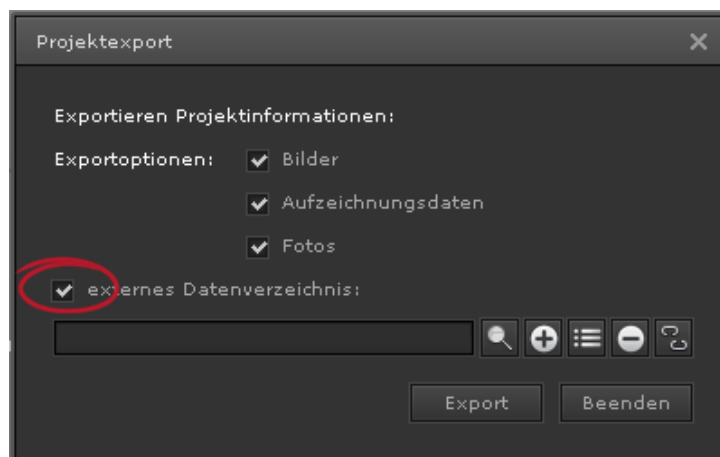 Projektexport
Exportieren Projektinformationen:
Exportoptionen: Bilder
Aufzeichnungsdaten
Fotos
externes Datenverzeichnis:
Export Beenden